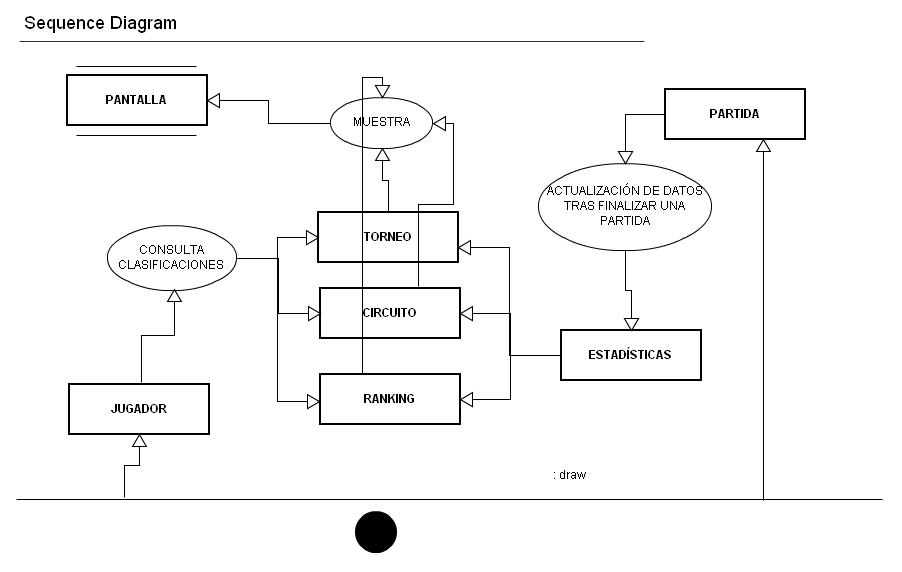 Sequence Diagram
PANTALLA
MUESTRA
PARTIDA
ACTUALIZACIÓN DE DATOS
TRAS FINALIZAR UNA
PARTIDA
TORNEO
CONSULTA
CLASIFICACIONES
CIRCUITO
ESTADÍSTICAS
RANKING
JUGADOR
: draw